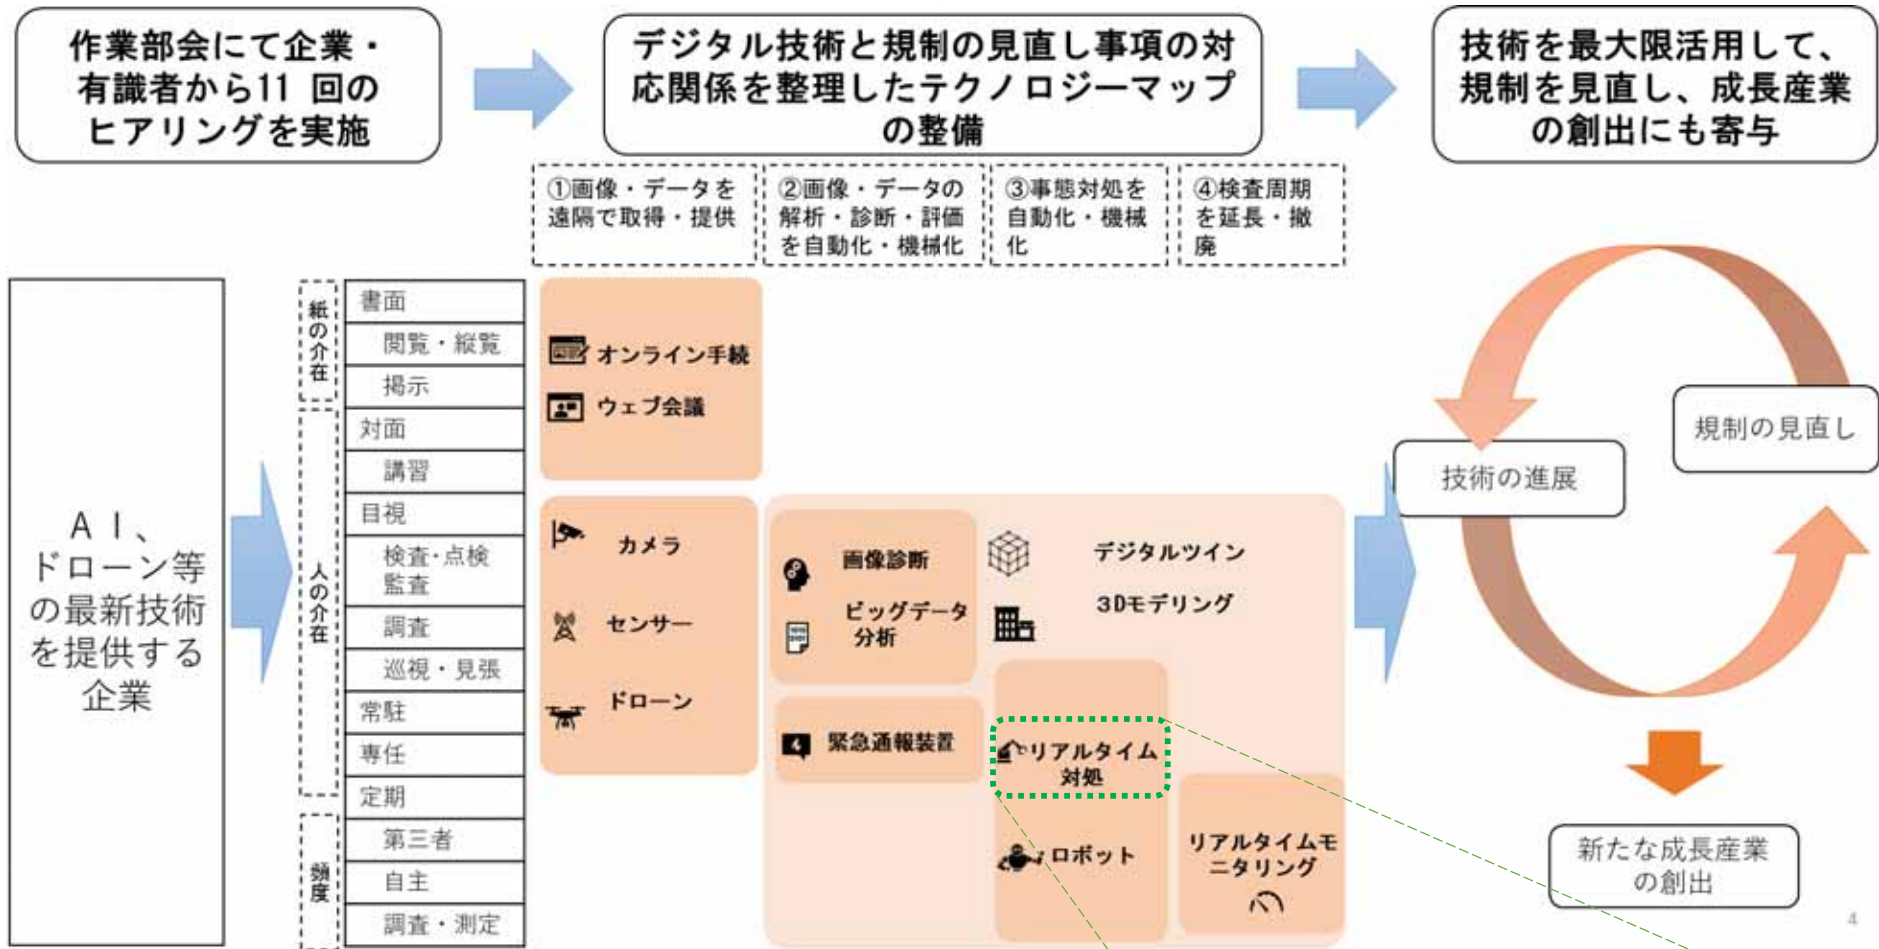 作業部会にて企業・
有識者から11 回の
ヒアリングを実施
デジタル技術と規制の見直し事項の対
応関係を整理したテクノロジーマップ
の整備
技術を最大限活用して、
規制を見直し、成長産業
の創出にも寄与
①画像・データを
遠隔で取得・提供
②画像・データの
解析・診断・評価
を自動化・機械化
③事態対処を
自動化・機械
化
④検査周期
を延長・撤
廃
ＡＩ、
ドローン等
の最新技術
を提供する
企業
紙の介在
人の介在
頻度
書面
閲覧・縦覧
掲示
対面
講習
目視
検査・点検
監査
調査
巡視・見張
常駐
専任
定期
第三者
自主
調査・測定
オンライン手続
ウェブ会議
カメラ
センサー
ドローン
画像診断
ビッグデータ
分析
緊急通報装置
デジタルツイン
３Dモデリング
リアルタイム
対処
ロボット
リアルタイムモ
ニタリング
規制の見直し
技術の進展
新たな成長産業
の創出
4